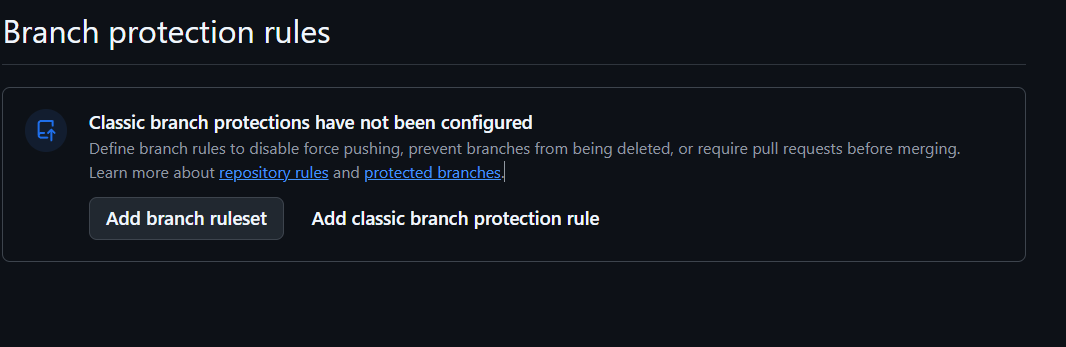 Branch protection rules
Classic branch protections have not been configured
Define branch rules to disable force pushing, prevent branches from being deleted, or require pull requests before merging.
Learn more about repository rules and protected branches.
Add branch ruleset
Add classic branch protection rule